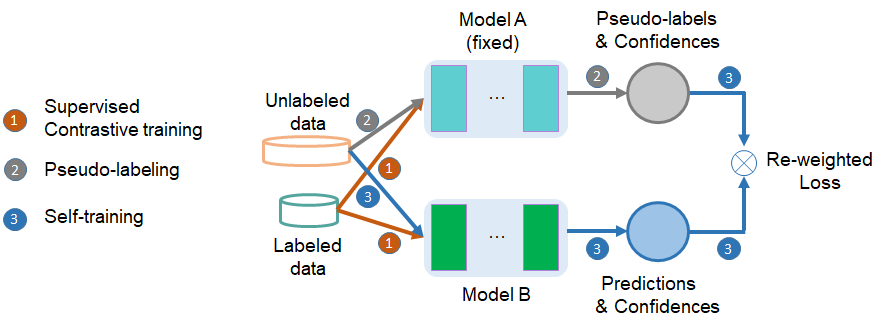 1 Supervised
Contrastive training
2 Pseudo-labeling
3 Self-training
Unlabeled
data
Labeled
data
2
1
3
1
Model A
(fixed)
...
Model B
...
2
3
Pseudo-labels
& Confidences
Predictions
& Confidences
3
3
Re-weighted
Loss